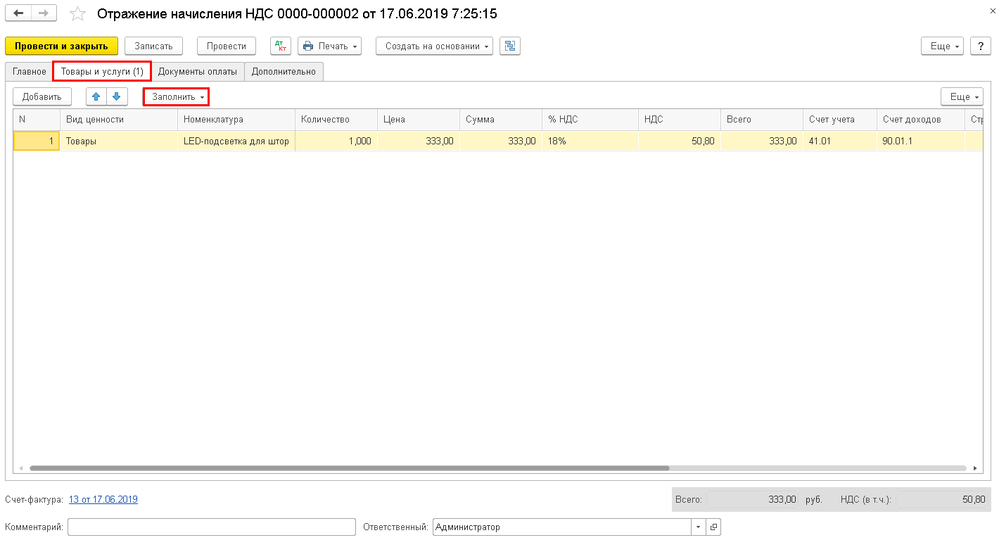 Отражение начисления НДС 0000-000002 от 17.06.2019 7:25:15
Провести и закрыть Записать Провести Дт Кт Печать Создать на основании Еще ?
Главное Товары и услуги (1) Документы оплаты Дополнительно
Добавить Заполнить Еще
N Вид ценности Номенклатура Количество Цена Сумма % НДС НДС Всего Счет учета Счет доходов Стр
1 Товары LED-подсветка для штор 1,000 333,00 333,00 18% 50,80 333,00 41.01 90.01.1
Счет-фактура: 13 от 17.06.2019 Всего: 333,00 руб. НДС (в т.ч.): 50,80
Комментарий: Ответственный: Администратор